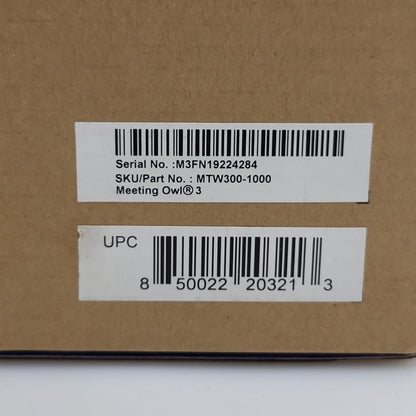 Serial No. :M3FN19224284
SKU/Part No. : MTW300-1000
Meeting Owl® 3
UPC
8 50022 20321 3